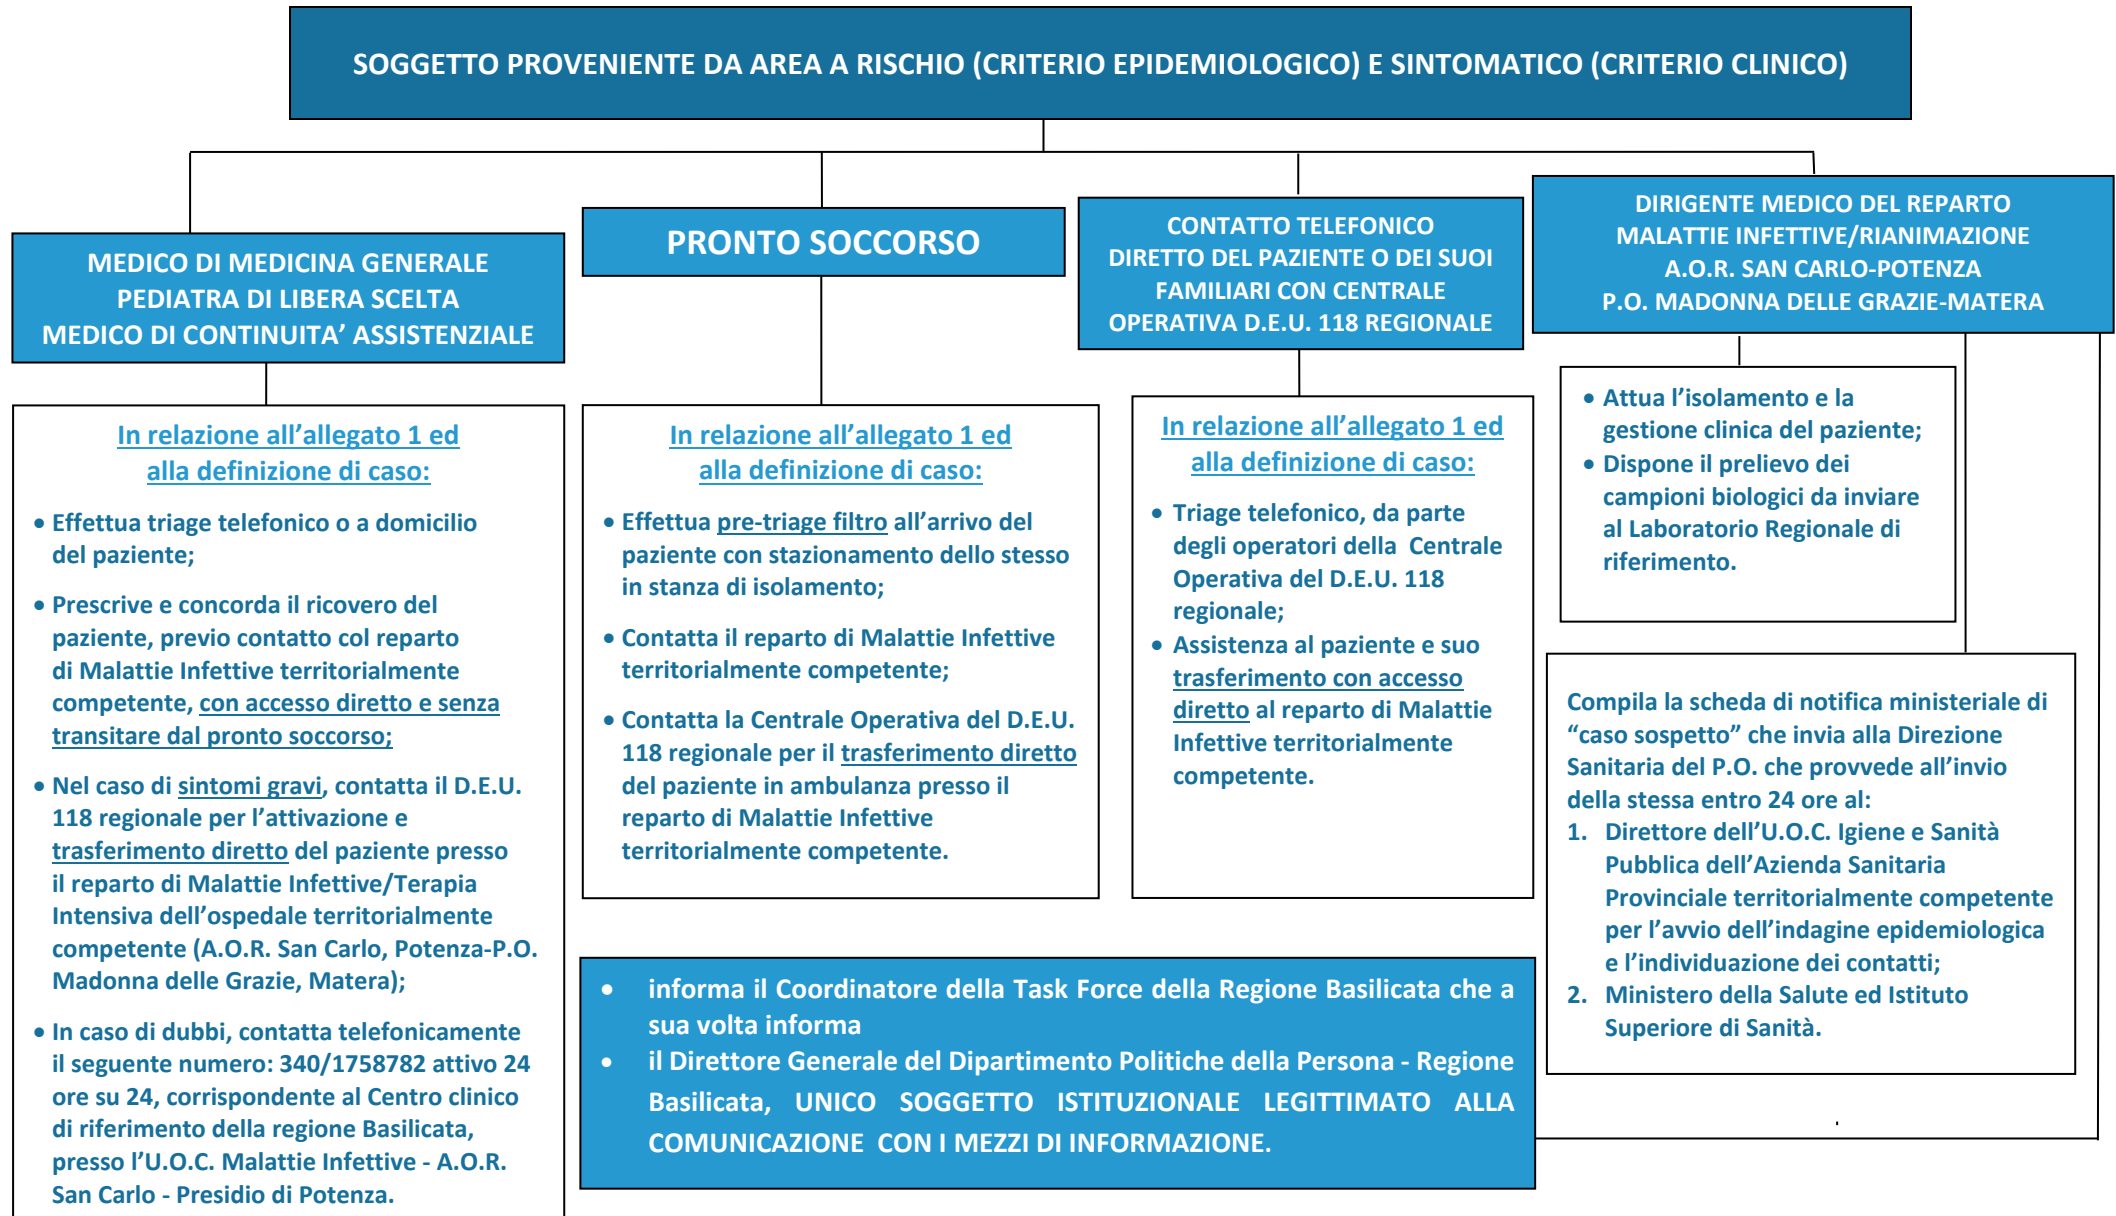 SOGGETTO PROVENIENTE DA AREA A RISCHIO (CRITERIO EPIDEMIOLOGICO) E SINTOMATICO (CRITERIO CLINICO)
MEDICO DI MEDICINA GENERALE
PEDIATRA DI LIBERA SCELTA
MEDICO DI CONTINUITA’ ASSISTENZIALE
In relazione all’allegato 1 ed
alla definizione di caso:
• Effettua triage telefonico o a domicilio
del paziente;
• Prescrive e concorda il ricovero del
paziente, previo contatto col reparto
di Malattie Infettive territorialmente
competente, con accesso diretto e senza
transitare dal pronto soccorso;
• Nel caso di sintomi gravi, contatta il D.E.U.
118 regionale per l’attivazione e
trasferimento diretto del paziente presso
il reparto di Malattie Infettive/Terapia
Intensiva dell’ospedale territorialmente
competente (A.O.R. San Carlo, Potenza-P.O.
Madonna delle Grazie, Matera);
• In caso di dubbi, contatta telefonicamente
il seguente numero: 340/1758782 attivo 24
ore su 24, corrispondente al Centro clinico
di riferimento della regione Basilicata,
presso l’U.O.C. Malattie Infettive - A.O.R.
San Carlo - Presidio di Potenza.
PRONTO SOCCORSO
In relazione all’allegato 1 ed
alla definizione di caso:
• Effettua pre-triage filtro all’arrivo del
paziente con stazionamento dello stesso
in stanza di isolamento;
• Contatta il reparto di Malattie Infettive
territorialmente competente;
• Contatta la Centrale Operativa del D.E.U.
118 regionale per il trasferimento diretto
del paziente in ambulanza presso il
reparto di Malattie Infettive
territorialmente competente.
CONTATTO TELEFONICO
DIRETTO DEL PAZIENTE O DEI SUOI
FAMILIARI CON CENTRALE
OPERATIVA D.E.U. 118 REGIONALE
In relazione all’allegato 1 ed
alla definizione di caso:
• Triage telefonico, da parte
degli operatori della Centrale
Operativa del D.E.U. 118
regionale;
• Assistenza al paziente e suo
trasferimento con accesso
diretto al reparto di Malattie
Infettive territorialmente
competente.
DIRIGENTE MEDICO DEL REPARTO
MALATTIE INFETTIVE/RIANIMAZIONE
A.O.R. SAN CARLO-POTENZA
P.O. MADONNA DELLE GRAZIE-MATERA
• Attua l’isolamento e la
gestione clinica del paziente;
• Dispone il prelievo dei
campioni biologici da inviare
al Laboratorio Regionale di
riferimento.
Compila la scheda di notifica ministeriale di
“caso sospetto” che invia alla Direzione
Sanitaria del P.O. che provvede all’invio
della stessa entro 24 ore al:
1. Direttore dell’U.O.C. Igiene e Sanità
Pubblica dell’Azienda Sanitaria
Provinciale territorialmente competente
per l’avvio dell’indagine epidemiologica
e l’individuazione dei contatti;
2. Ministero della Salute ed Istituto
Superiore di Sanità.
• informa il Coordinatore della Task Force della Regione Basilicata che a
sua volta informa
• il Direttore Generale del Dipartimento Politiche della Persona - Regione
Basilicata, UNICO SOGGETTO ISTITUZIONALE LEGITTIMATO ALLA
COMUNICAZIONE CON I MEZZI DI INFORMAZIONE.